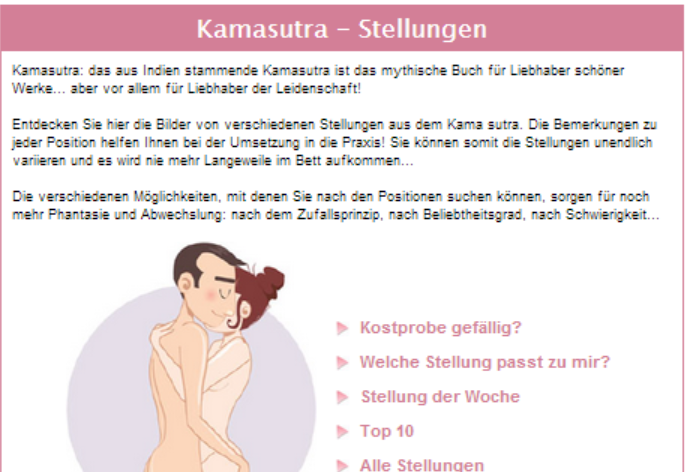 Kamasutra - Stellungen
Kamasutra: das aus Indien stammende Kamasutra ist das mythische Buch für Liebhaber schöner
Werke... aber vor allem für Liebhaber der Leidenschaft!
Entdecken Sie hier die Bilder von verschiedenen Stellungen aus dem Kama sutra. Die Bemerkungen zu
jeder Position helfen Ihnen bei der Umsetzung in die Praxis! Sie können somit die Stellungen unendlich
variieren und es wird nie mehr Langeweile im Bett aufkommen...
Die verschiedenen Möglichkeiten, mit denen Sie nach den Positionen suchen können, sorgen für noch
mehr Phantasie und Abwechslung: nach dem Zufallsprinzip, nach Beliebtheitsgrad, nach Schwierigkeit...
Kostprobe gefällig?
Welche Stellung passt zu mir?
Stellung der Woche
Top 10
Alle Stellungen